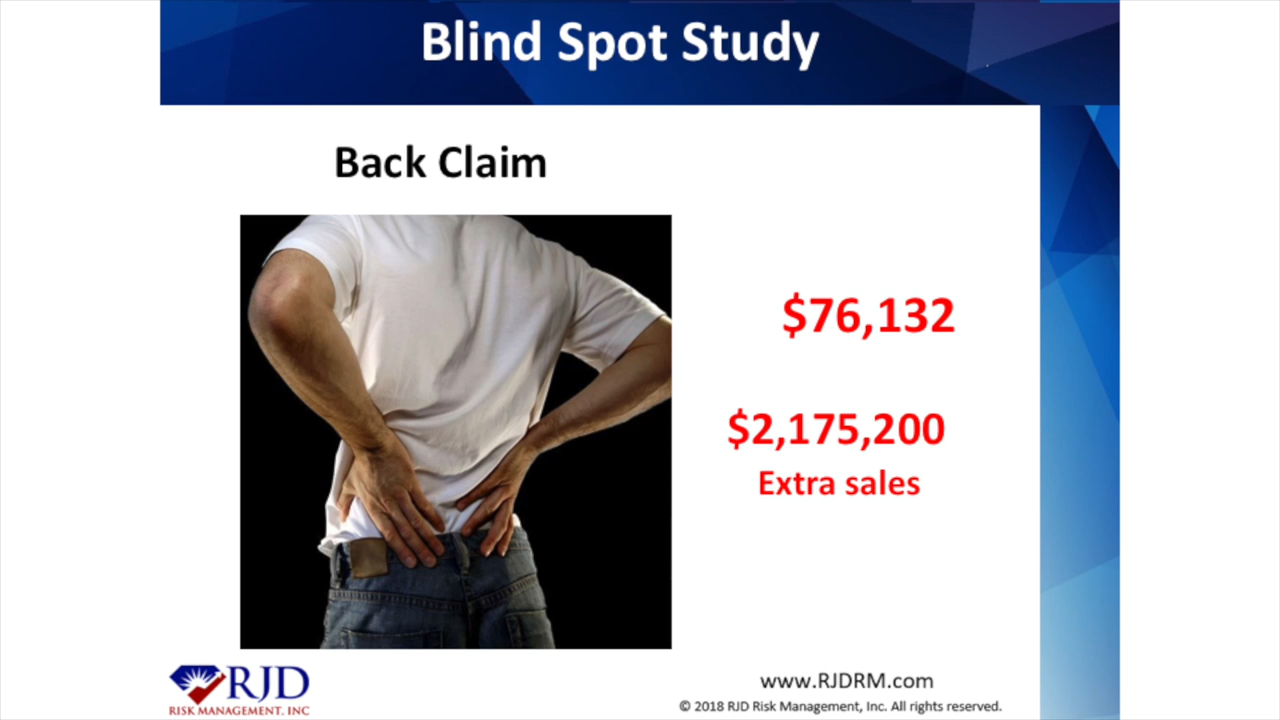 Blind Spot Study
Back Claim
$76,132
$2,175,200
Extra sales
RJD
RISK MANAGEMENT, INC
www.RJDRM.com
© 2018 RJD Risk Management, Inc. All rights reserved.